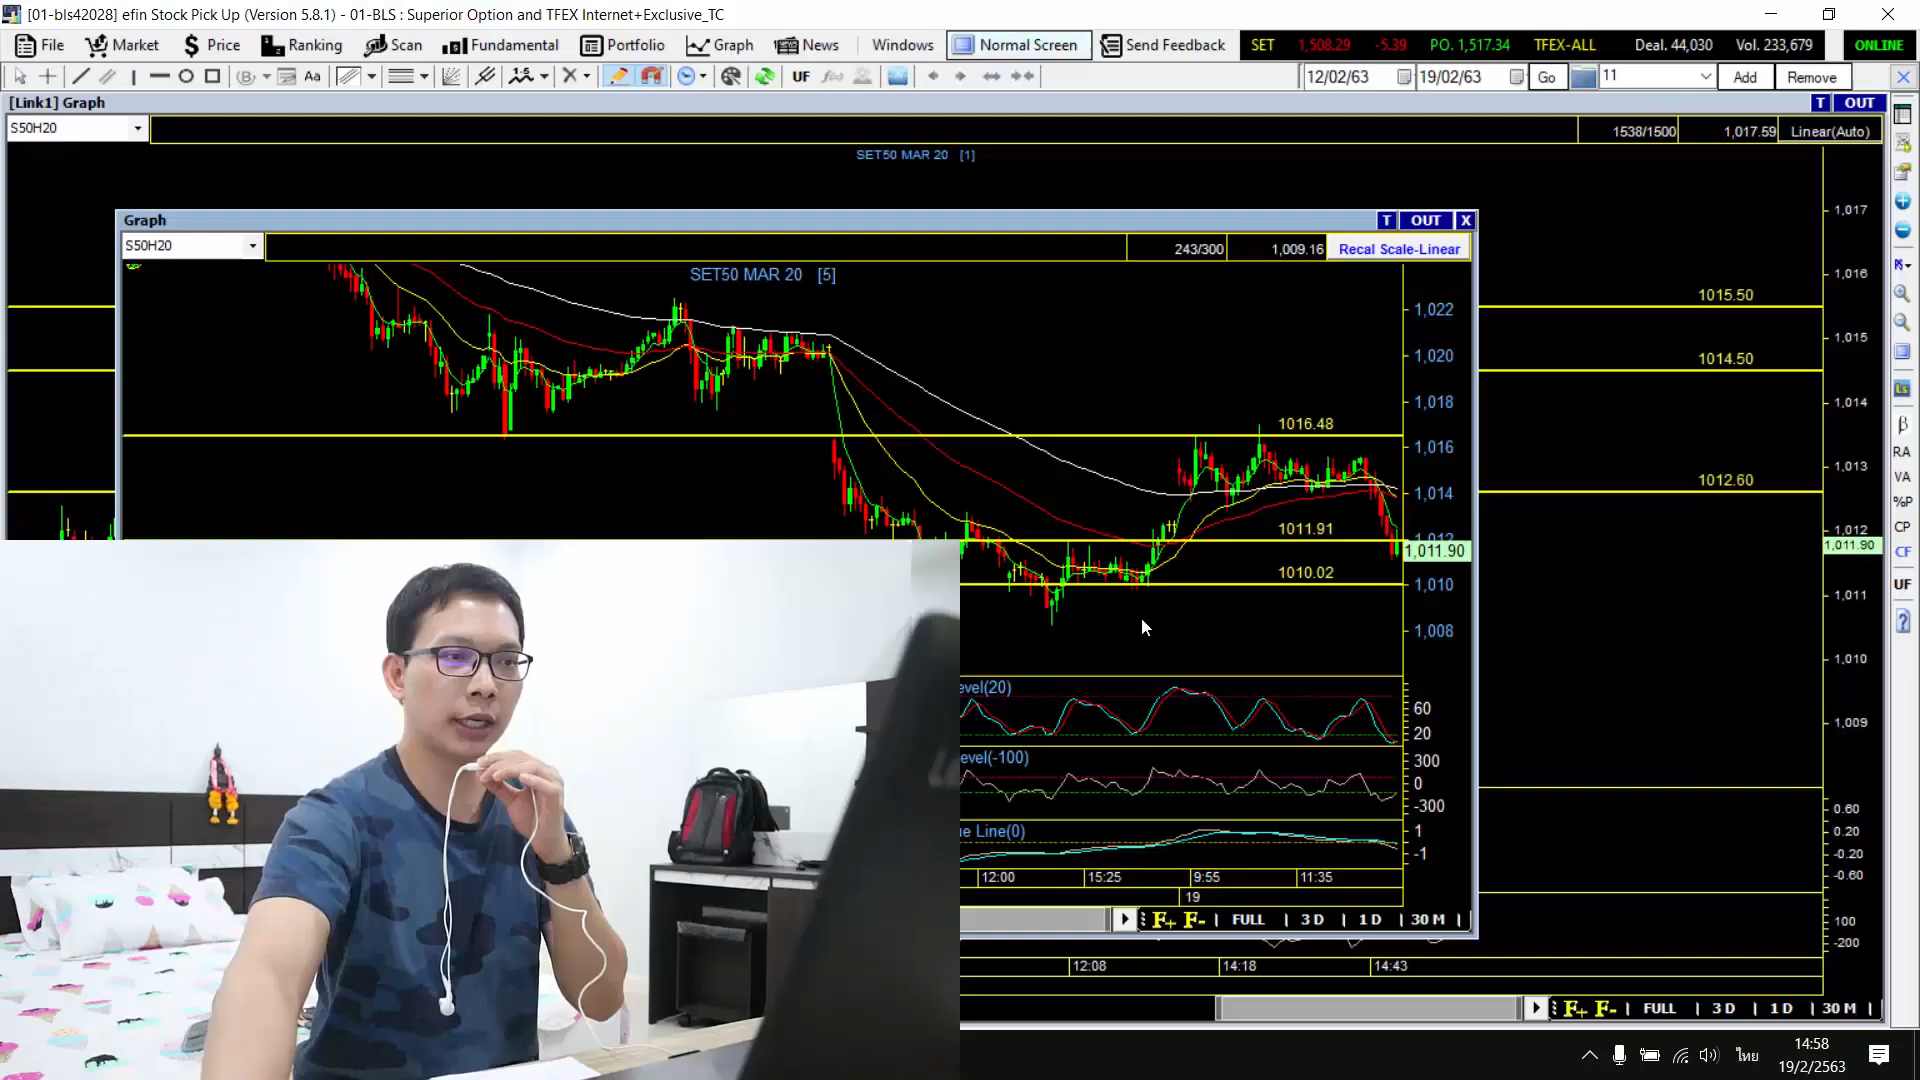 [01-bls42028] efin Stock Pick Up (Version 5.8.1) - 01-BLS : Superior Option and TFEX Internet+Exclusive_TC
File Market $ Price Ranking Scan Fundamental Portfolio Graph News Windows Normal Screen Send Feedback SET 1,508.29 -5.39 PO. 1,517.34 TFEX-ALL Deal. 44,030 Vol. 233,679 ONLINE
Aa UF f(x) 12/02/63 19/02/63 Go 11 Add Remove
[Link1] Graph T OUT
S50H20 1538/1500 1,017.59 Linear(Auto)
SET50 MAR 20 [1]
1,017
Graph T OUT X
S50H20 243/300 1,009.16 Recal Scale-Linear
SET50 MAR 20 [5]
1,016
1015.50
1,022
1,015
1,020
1014.50
1,018
1,014
1016.48
1,016
1,013
1012.60
1,014
1011.91
1,012
1,012
1,011.90
1,011.90
1010.02
1,010
1,011
1,008
1,010
evel(20)
60
20
1,009
evel(-100)
300
0
-300
0.60
0.20
-0.20
-0.60
ue Line(0)
1
-1
12:00 15:25 9:55 11:35
19
F+ F- | FULL | 3 D | 1 D | 30 M |
100
-200
12:08 14:18 14:43
F+ F- | FULL | 3 D | 1 D | 30 M |
β
RA
VA
%P
CP
CF
UF
?
ไทย
14:58
19/2/2563